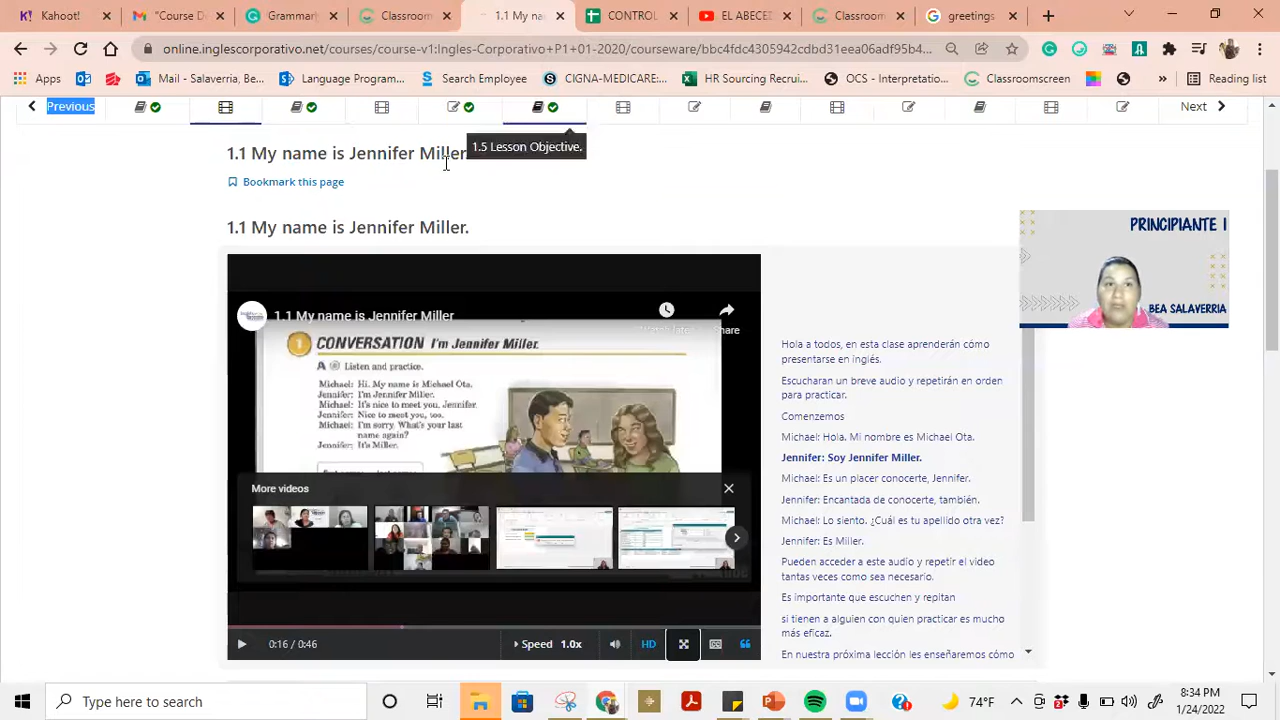 "Course D
Grammarly
Classroom
1.1 My na
CONTROL
EL ABECE
Classroom
greetings
online.inglescorporativo.net/courses/course-v1:Ingles-Corporativo+P1+01-2020/courseware/bbc4fdc4305942cdbd31eea06adf95b4...
Apps
Mail - Salaverria, Be...
Language Program...
Search Employee
CIGNA-MEDICARE...
HR Sourcing Recrui...
OCS - Interpretatio...
Classroomscreen
Reading list
Previous
Next
1.5 Lesson Objective.
1.1 My name is Jennifer Miller.
Bookmark this page
1.1 My name is Jennifer Miller.
PRINCIPIANTE I
BEA SALAVERRIA
1.1 My name is Jennifer Miller
Watch later
Share
1 CONVERSATION I'm Jennifer Miller.
A Listen and practice.
Michael: Hi. My name is Michael Ota.
Jennifer: I'm Jennifer Miller.
Michael: It's nice to meet you, Jennifer.
Jennifer: Nice to meet you, too.
Michael: I'm sorry. What's your last
name again?
Jennifer: It's Miller.
More videos
0:16 / 0:46
Speed 1.0x
HD
Hola a todos, en esta clase aprenderán cómo
presentarse en inglés.
Escucharan un breve audio y repetirán en orden
para practicar.
Comenzemos
Michael: Hola. Mi nombre es Michael Ota.
Jennifer: Soy Jennifer Miller.
Michael: Es un placer conocerte, Jennifer.
Jennifer: Encantada de conocerte, también.
Michael: Lo siento. ¿Cuál es tu apellido otra vez?
Jennifer: Es Miller.
Pueden acceder a este audio y repetir el video
tantas veces como sea necesario.
Es importante que escuchen y repitan
si tienen a alguien con quien practicar es mucho
más eficaz.
En nuestra próxima lección les enseñaremos cómo
Type here to search
74°F
8:34 PM
1/24/2022